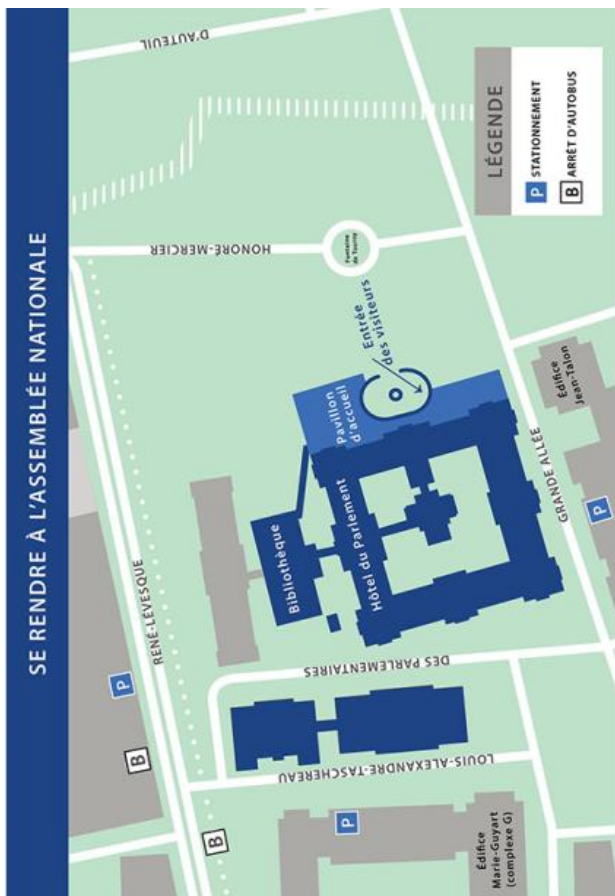 SE RENDRE À L'ASSEMBLÉE NATIONALE
D'AUTEUIL
HONORÉ-MERCIER
Fontaine
de Tourny
RENÉ-LÉVESQUE
Entrée
des visiteurs
Pavillon
d'accueil
Bibliothèque
Hôtel du Parlement
DES PARLEMENTAIRES
LOUIS-ALEXANDRE-TASCHEREAU
GRANDE ALLÉE
Édifice
Jean-Talon
Édifice
Marie-Guyart
(complexe G)
P
B
B
P
P
LÉGENDE
P STATIONNEMENT
B ARRÊT D'AUTOBUS